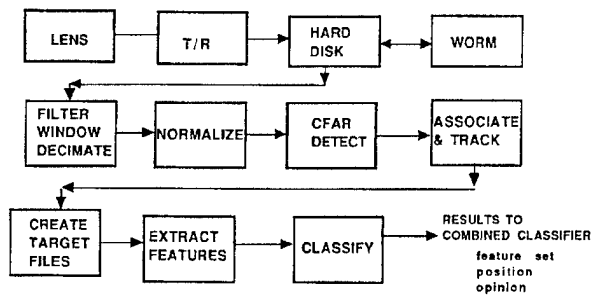 LENS
T/R
HARD
DISK
WORM
FILTER
WINDOW
DECIMATE
NORMALIZE
CFAR
DETECT
ASSOCIATE
& TRACK
CREATE
TARGET
FILES
EXTRACT
FEATURES
CLASSIFY
RESULTS TO
COMBINED CLASSIFIER
feature set
position
opinion